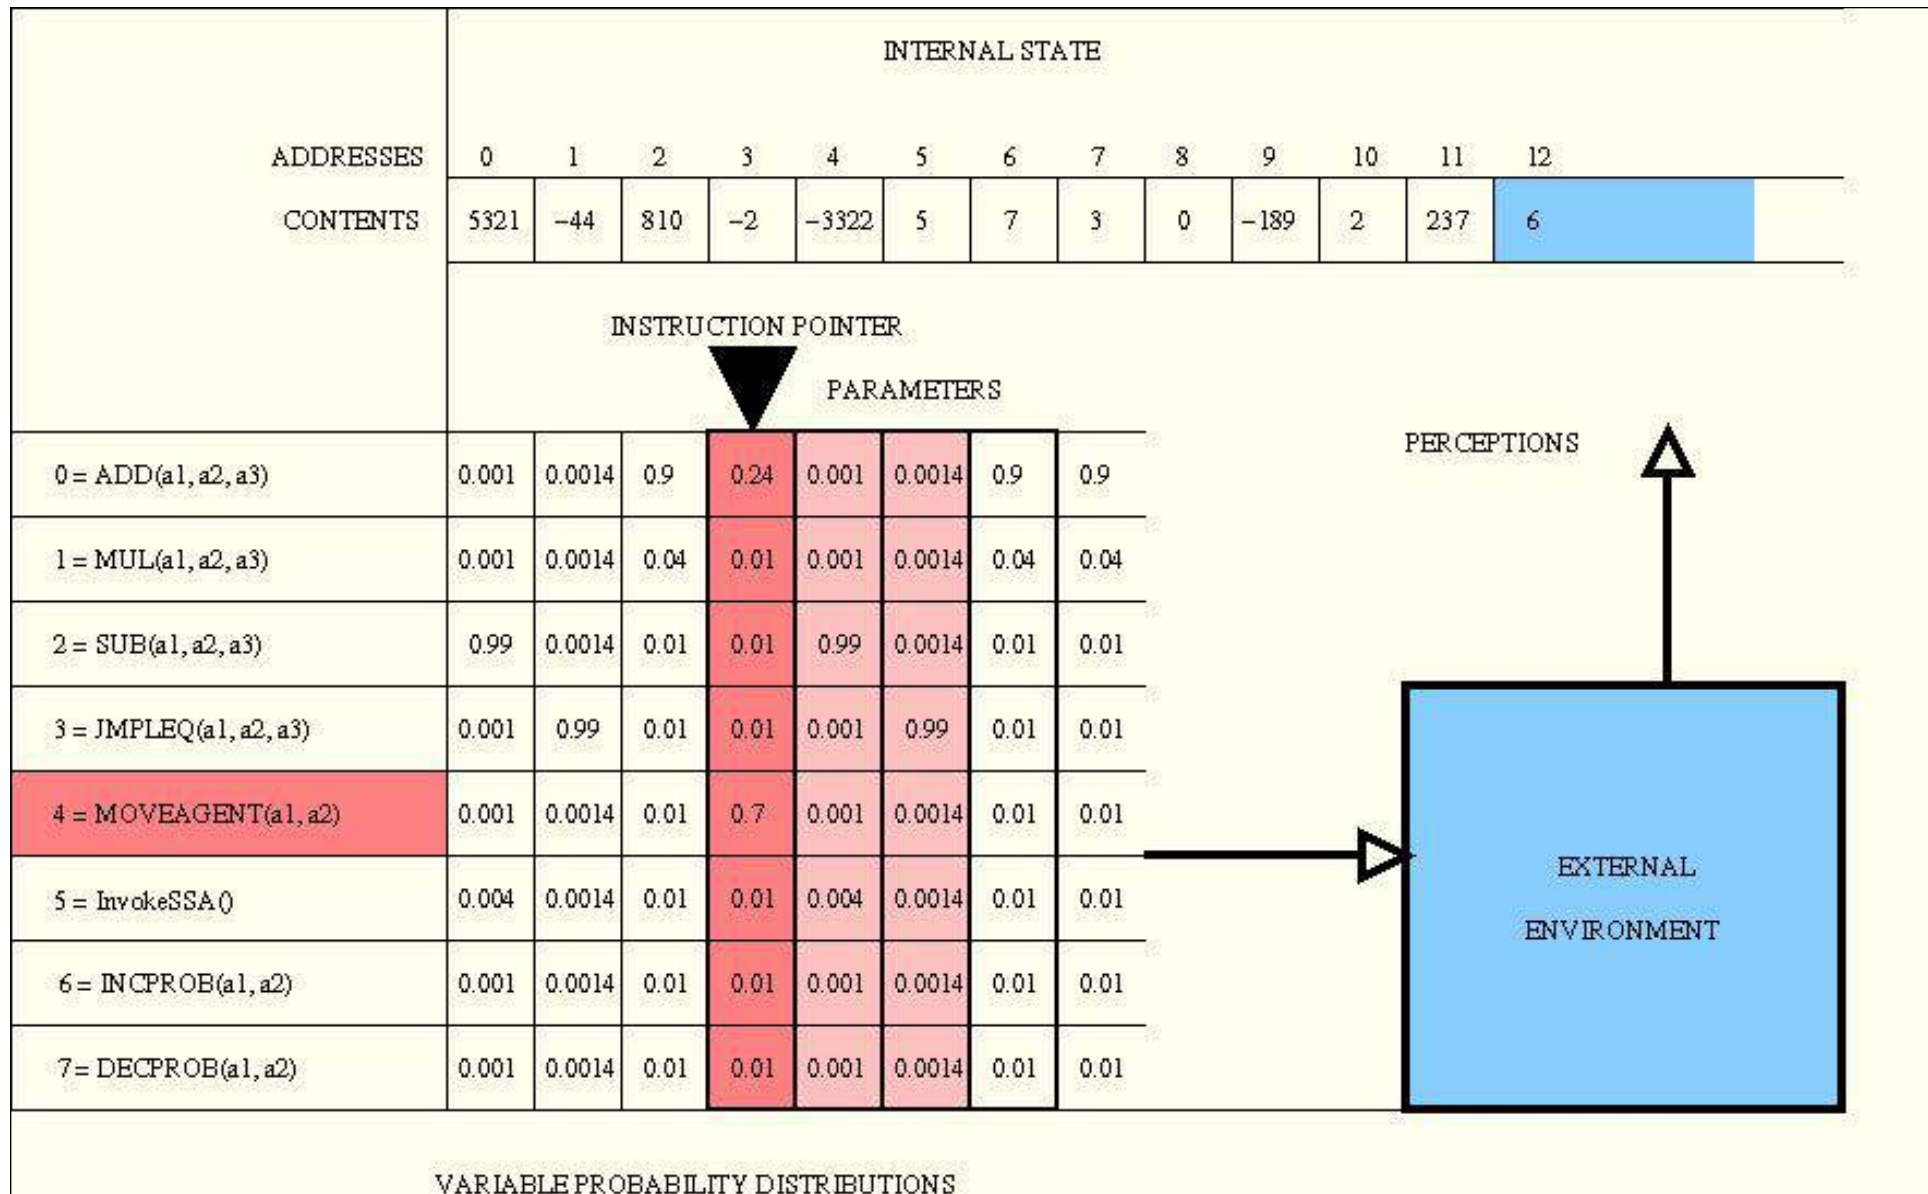 INTERNAL STATE
ADDRESSES 0 1 2 3 4 5 6 7 8 9 10 11 12
CONTENTS 5321 −44 810 −2 −3322 5 7 3 0 −189 2 237 6
INSTRUCTION POINTER
PARAMETERS
PERCEPTIONS
0 = ADD(a1, a2, a3) 0.001 0.0014 0.9 0.24 0.001 0.0014 0.9 0.9
1 = MUL(a1, a2, a3) 0.001 0.0014 0.04 0.01 0.001 0.0014 0.04 0.04
2 = SUB(a1, a2, a3) 0.99 0.0014 0.01 0.01 0.99 0.0014 0.01 0.01
3 = JMPLEQ(a1, a2, a3) 0.001 0.99 0.01 0.01 0.001 0.99 0.01 0.01
4 = MOVEAGENT(a1, a2) 0.001 0.0014 0.01 0.7 0.001 0.0014 0.01 0.01
5 = InvokeSSA() 0.004 0.0014 0.01 0.01 0.004 0.0014 0.01 0.01
6 = INCPROB(a1, a2) 0.001 0.0014 0.01 0.01 0.001 0.0014 0.01 0.01
7 = DECPROB(a1, a2) 0.001 0.0014 0.01 0.01 0.001 0.0014 0.01 0.01
EXTERNAL
ENVIRONMENT
VARIABLE PROBABILITY DISTRIBUTIONS